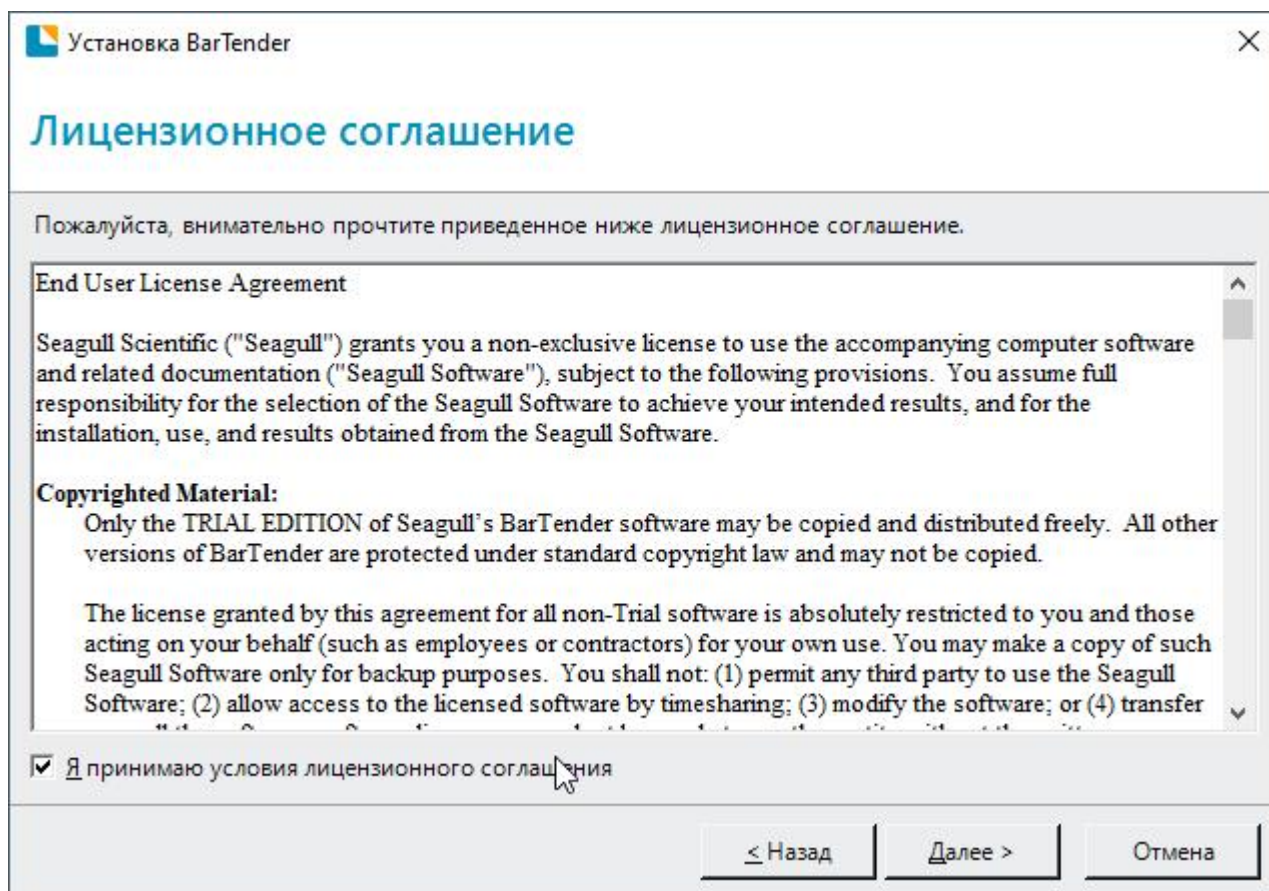 Установка BarTender
Лицензионное соглашение
Пожалуйста, внимательно прочтите приведенное ниже лицензионное соглашение.
End User License Agreement
Seagull Scientific ("Seagull") grants you a non-exclusive license to use the accompanying computer software
and related documentation ("Seagull Software"), subject to the following provisions.  You assume full
responsibility for the selection of the Seagull Software to achieve your intended results, and for the
installation, use, and results obtained from the Seagull Software.
Copyrighted Material:
Only the TRIAL EDITION of Seagull’s BarTender software may be copied and distributed freely.  All other
versions of BarTender are protected under standard copyright law and may not be copied.
The license granted by this agreement for all non-Trial software is absolutely restricted to you and those
acting on your behalf (such as employees or contractors) for your own use. You may make a copy of such
Seagull Software only for backup purposes.  You shall not: (1) permit any third party to use the Seagull
Software; (2) allow access to the licensed software by timesharing; (3) modify the software; or (4) transfer
Я принимаю условия лицензионного соглашения
< Назад
Далее >
Отмена